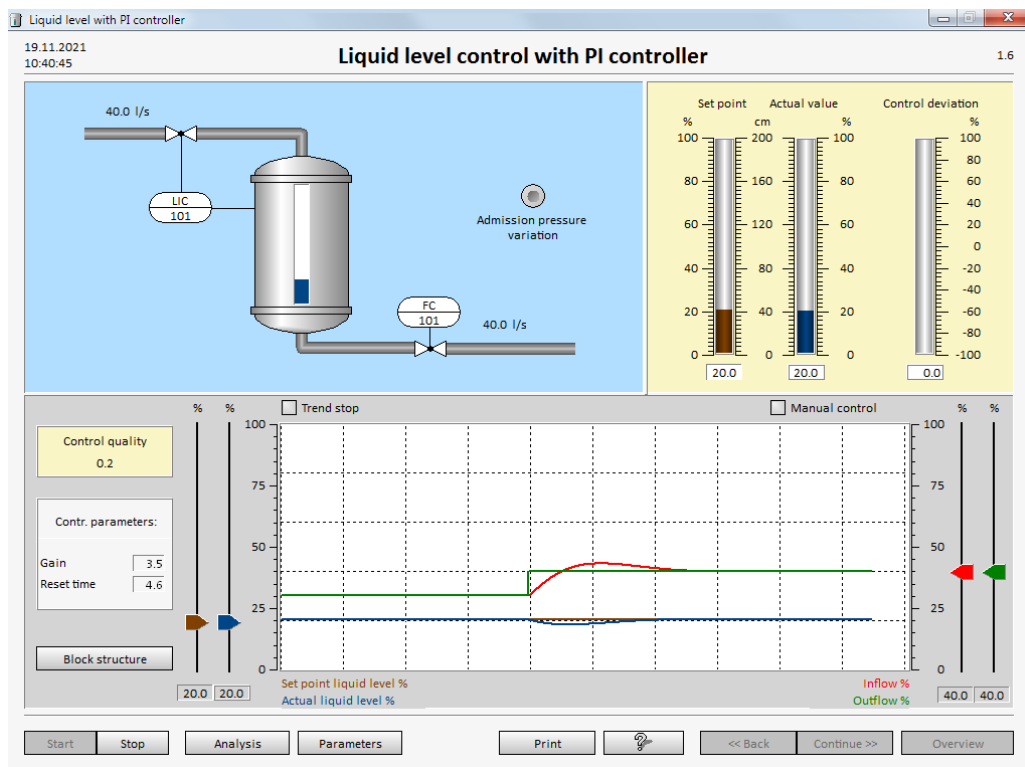 Liquid level with PI controller
19.11.2021
10:40:45
Liquid level control with PI controller
1.6
40.0 l/s
LIC
101
Admission pressure
variation
FC
101
40.0 l/s
Set point
Actual value
Control deviation
% cm % %
100 200 100 100
80
80 160 80 60
40
60 120 60 20
0
40 80 40 -20
-40
20 40 20 -60
-80
0 0 0 -100
20.0 20.0 0.0
% % Trend stop Manual control % %
Control quality
0.2
Contr. parameters:
Gain 3.5
Reset time 4.6
Block structure
100 100
75 75
50 50
25 25
0 0
20.0 20.0
Set point liquid level %
Actual liquid level %
Inflow %
Outflow %
40.0 40.0
Start Stop Analysis Parameters Print ? << Back Continue >> Overview